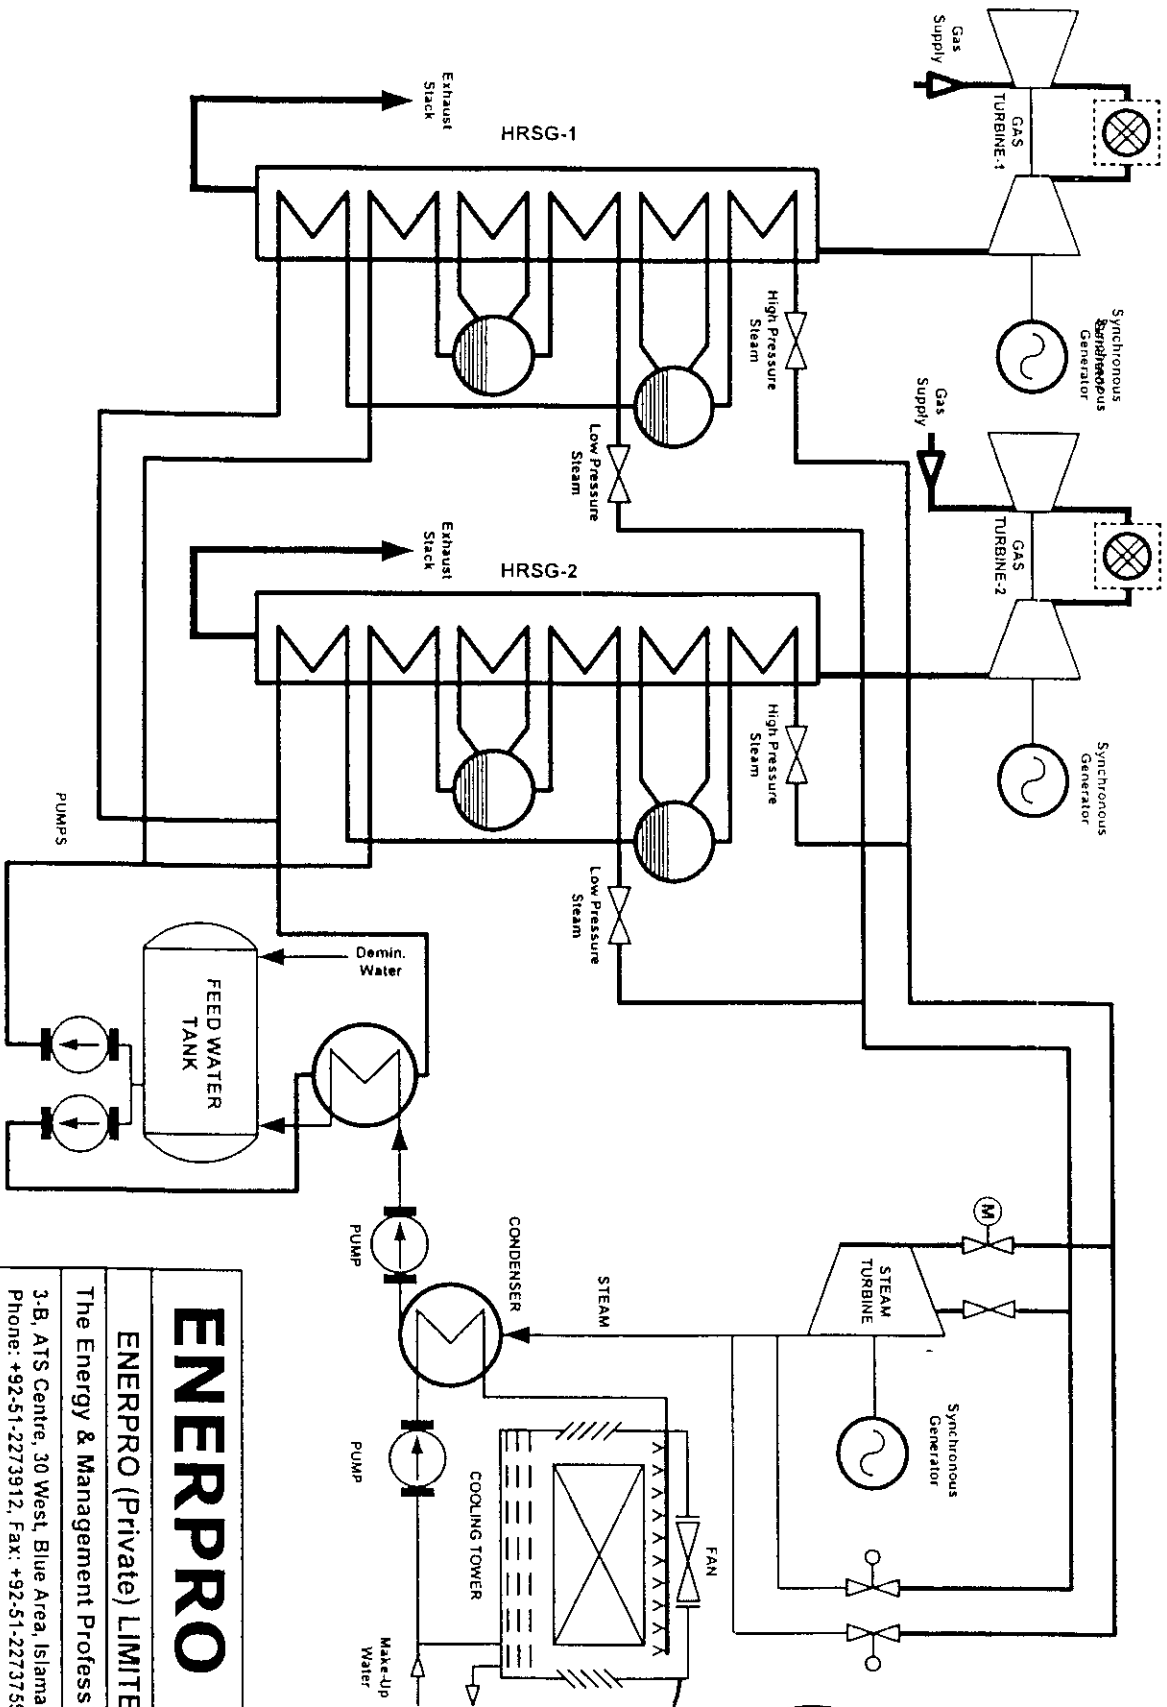 Gas
Supply
GAS
TURBINE-1
Synchronous
Generator
Gas
Supply
GAS
TURBINE-2
Synchronous
Generator
Exhaust
Stack
HRSG-1
High Pressure
Steam
Low Pressure
Steam
Exhaust
Stack
HRSG-2
High Pressure
Steam
Low Pressure
Steam
M
STEAM
TURBINE
Synchronous
Generator
STEAM
CONDENSER
FAN
COOLING TOWER
PUMP
PUMP
Make-Up
Water
Demin.
Water
FEED WATER
TANK
PUMPS
ENERPRO
ENERPRO (Private) LIMITE
The Energy & Management Profess
3-B, ATS Centre, 30 West, Blue Area, Islama
Phone: +92-51-2273912, Fax: +92-51-227375